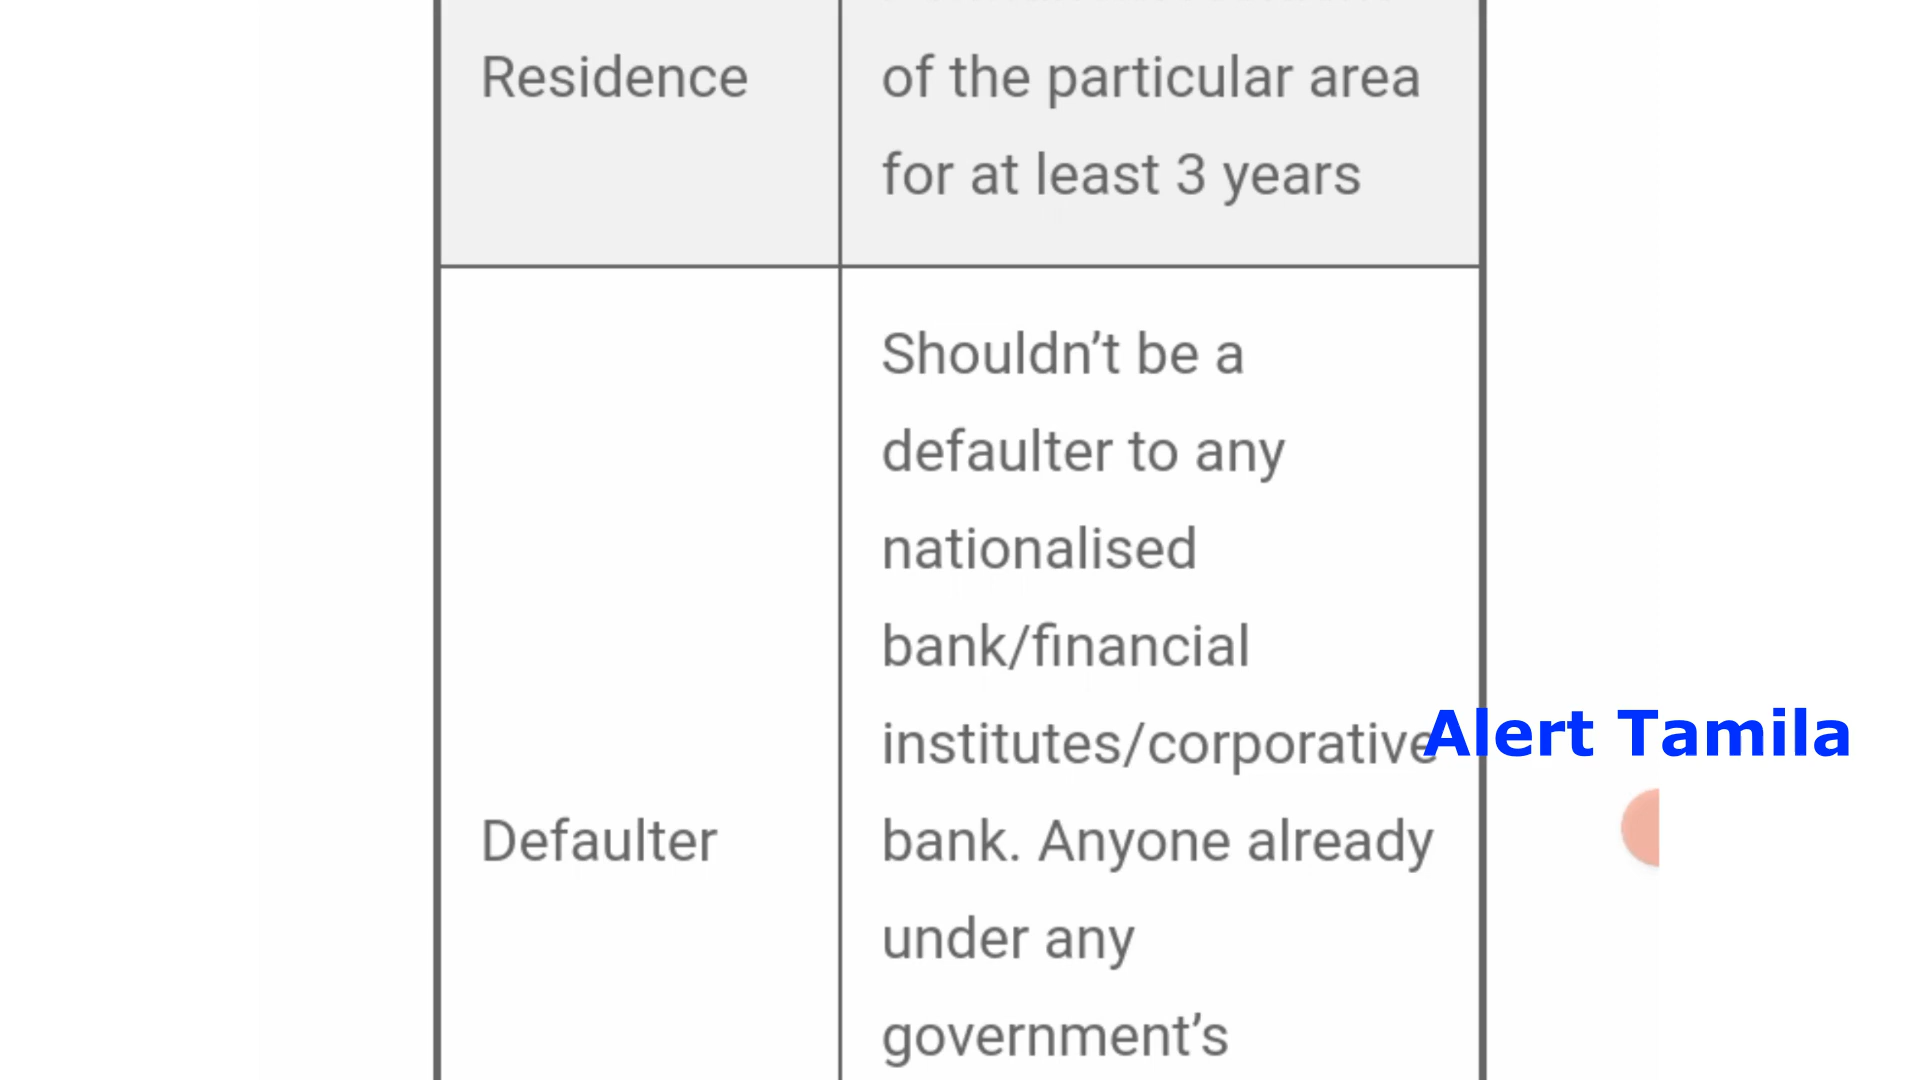 Residence
of the particular area
for at least 3 years
Shouldn’t be a
defaulter to any
nationalised
bank/financial
institutes/corporative
Alert Tamila
Defaulter
bank. Anyone already
under any
government’s